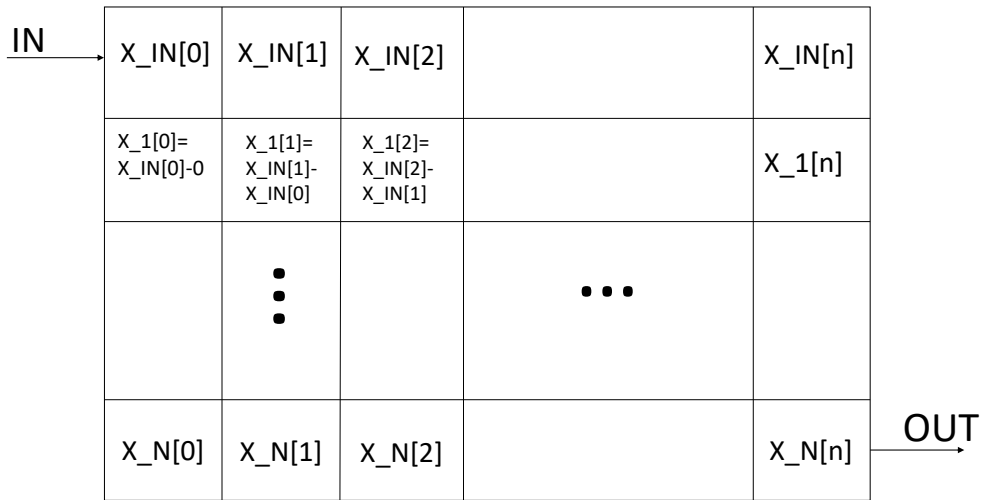 IN
X_IN[0]
X_IN[1]
X_IN[2]
X_IN[n]
X_1[0]=
X_IN[0]-0
X_1[1]=
X_IN[1]-
X_IN[0]
X_1[2]=
X_IN[2]-
X_IN[1]
X_1[n]
X_N[0]
X_N[1]
X_N[2]
X_N[n]
OUT